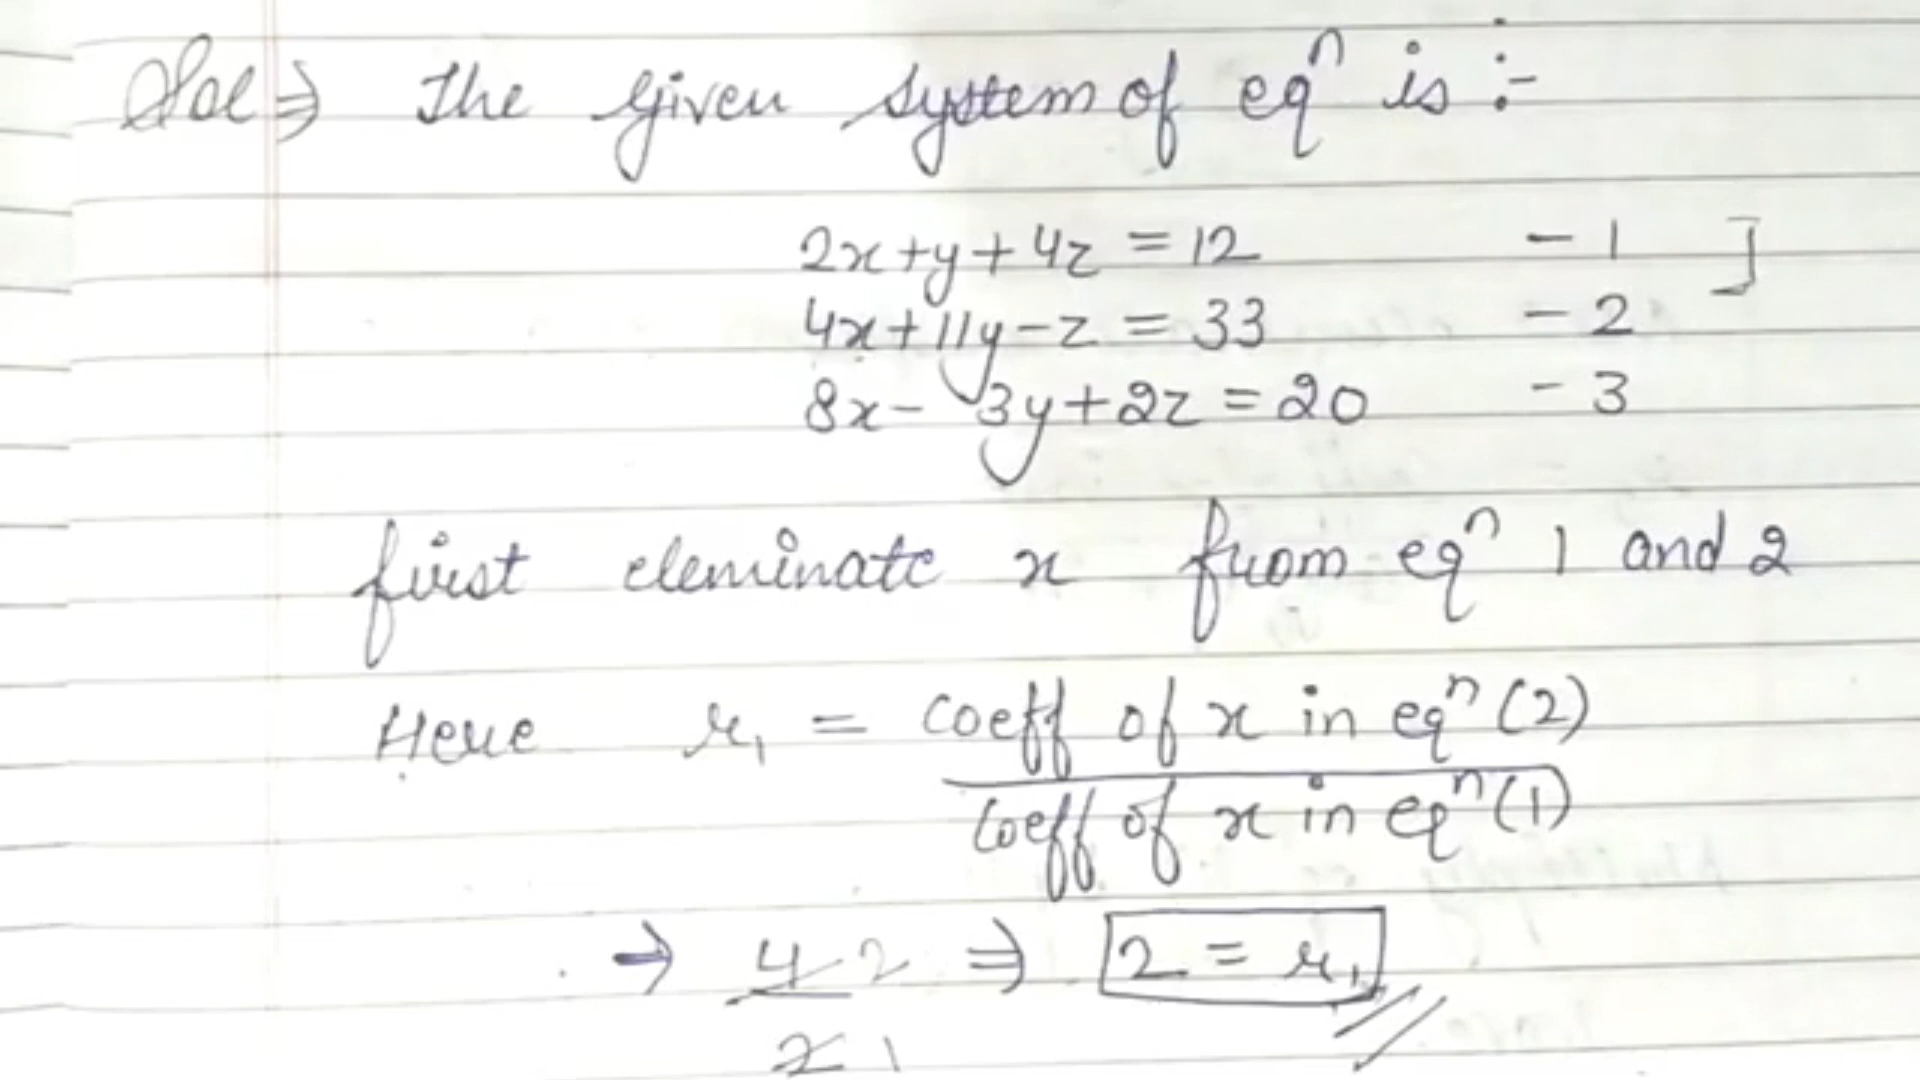 Sol ⇒ The given system of eqⁿ is :-
2x+y+4z = 12 - 1 ]
4x+11y-z = 33 - 2
8x- 3y+2z = 20 - 3
first eleminate x from eqⁿ 1 and 2
Here r₁ = coeff of x in eqⁿ (2)
coeff of x in eqⁿ (1)
→ 4 2 ⇒ 2 = r₁
2 1